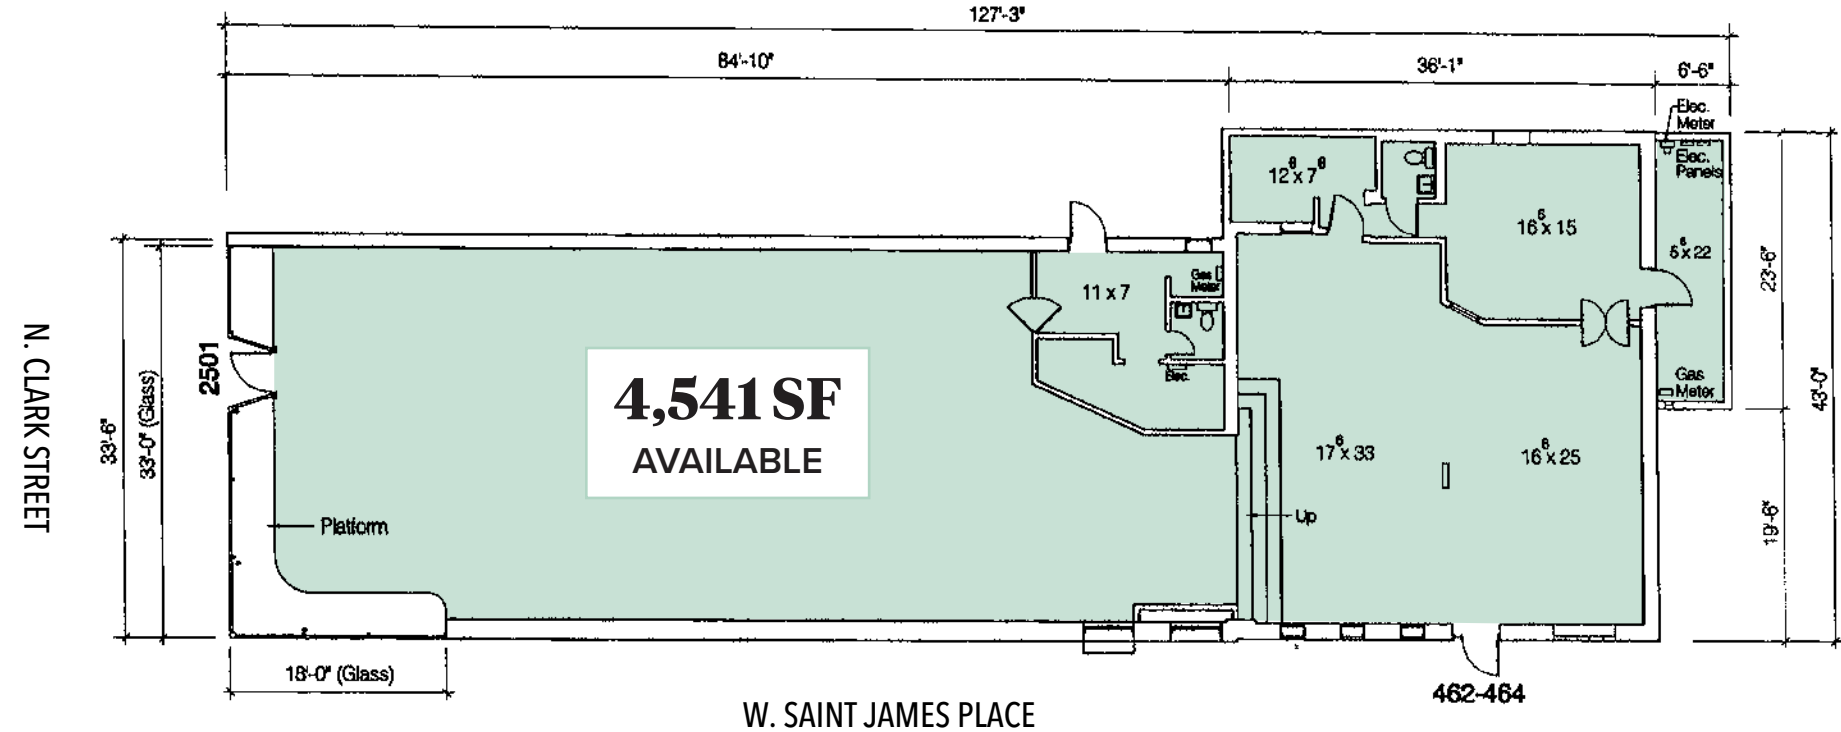 127'-3"
84'-10"
36'-1"
6'-6"
Elec.
Meter
Elec.
Panels
12⁶ x 7⁶
16⁶ x 15
5⁶ x 22
23'-6"
43'-0"
19'-6"
11 x 7
Gas
Meter
Elec.
Gas
Meter
N. CLARK STREET
33'-6"
33'-0" (Glass)
2501
4,541 SF
AVAILABLE
17⁶ x 33
16⁶ x 25
Platform
Up
18'-0" (Glass)
462-464
W. SAINT JAMES PLACE